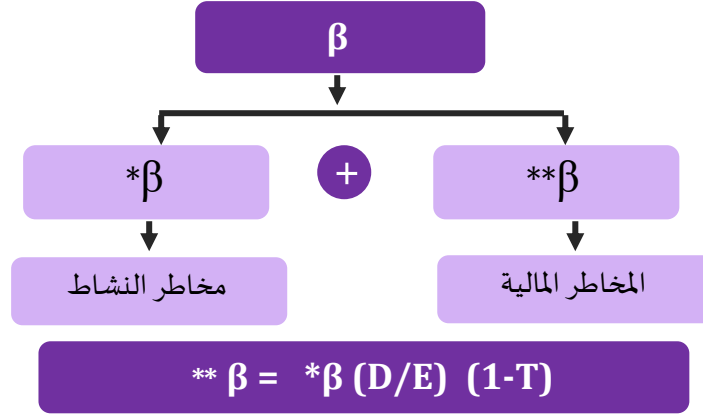 β
*β
+
**β
مخاطر النشاط
المخاطر المالية
** β = *β (D/E) (1-T)